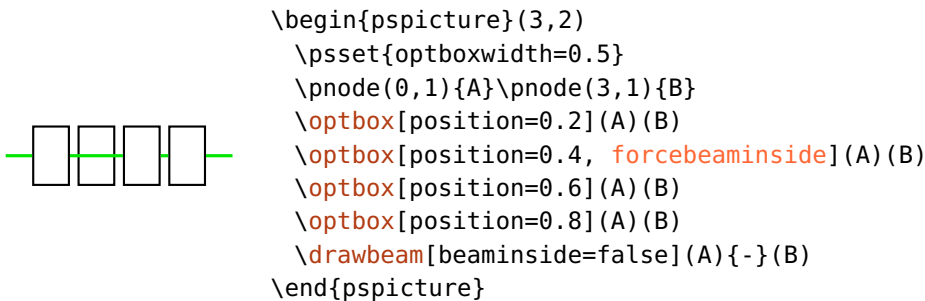 \begin{pspicture}(3,2)
\psset{optboxwidth=0.5}
\pnode(0,1){A}\pnode(3,1){B}
\optbox[position=0.2](A)(B)
\optbox[position=0.4, forcebeaminside](A)(B)
\optbox[position=0.6](A)(B)
\optbox[position=0.8](A)(B)
\drawbeam[beaminside=false](A){-}(B)
\end{pspicture}